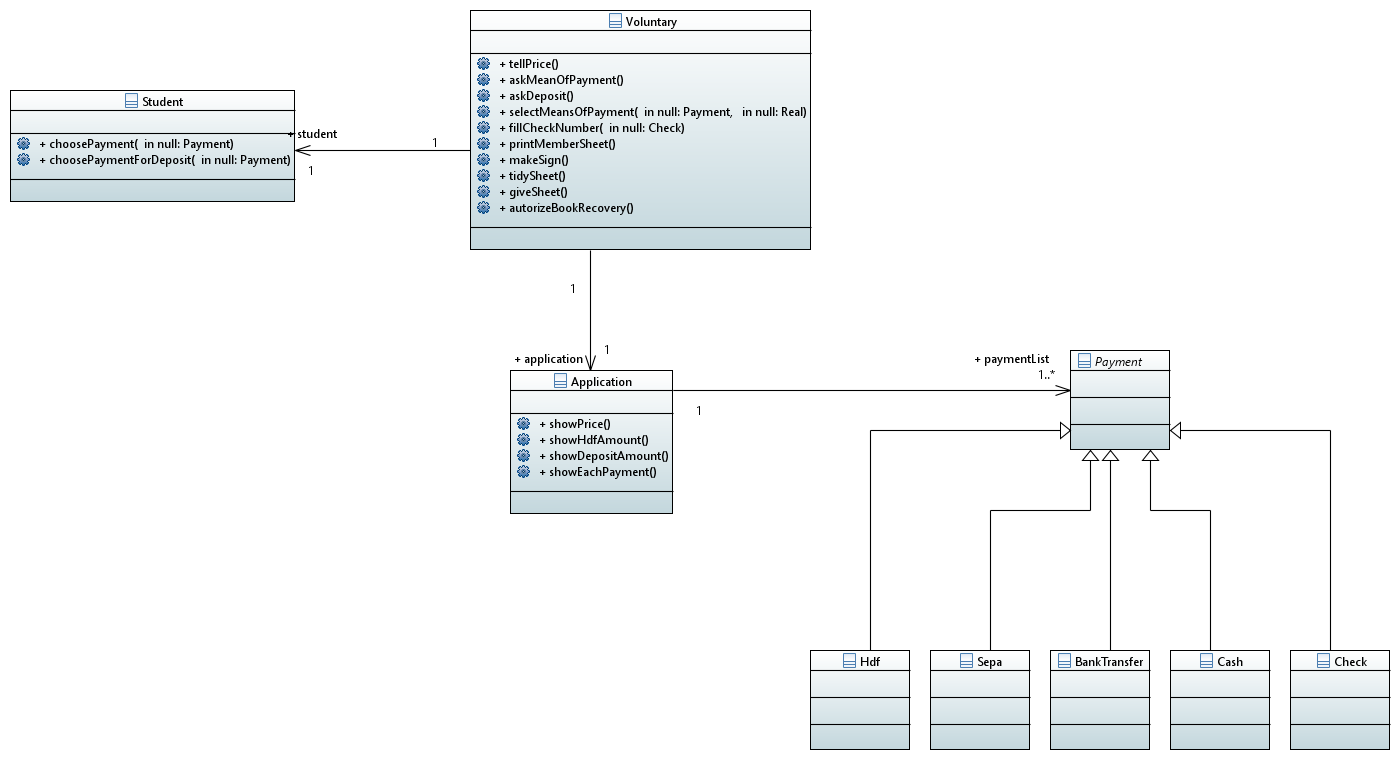 Voluntary
+ tellPrice()
+ askMeanOfPayment()
+ askDeposit()
+ selectMeansOfPayment(  in null: Payment,   in null: Real)
+ fillCheckNumber(  in null: Check)
+ printMemberSheet()
+ makeSign()
+ tidySheet()
+ giveSheet()
+ autorizeBookRecovery()
Student
+ choosePayment(  in null: Payment)
+ choosePaymentForDeposit(  in null: Payment)
+ student
1
1
1
1
+ application
Application
+ showPrice()
+ showHdfAmount()
+ showDepositAmount()
+ showEachPayment()
1
+ paymentList
1..*
Payment
Hdf
Sepa
BankTransfer
Cash
Check